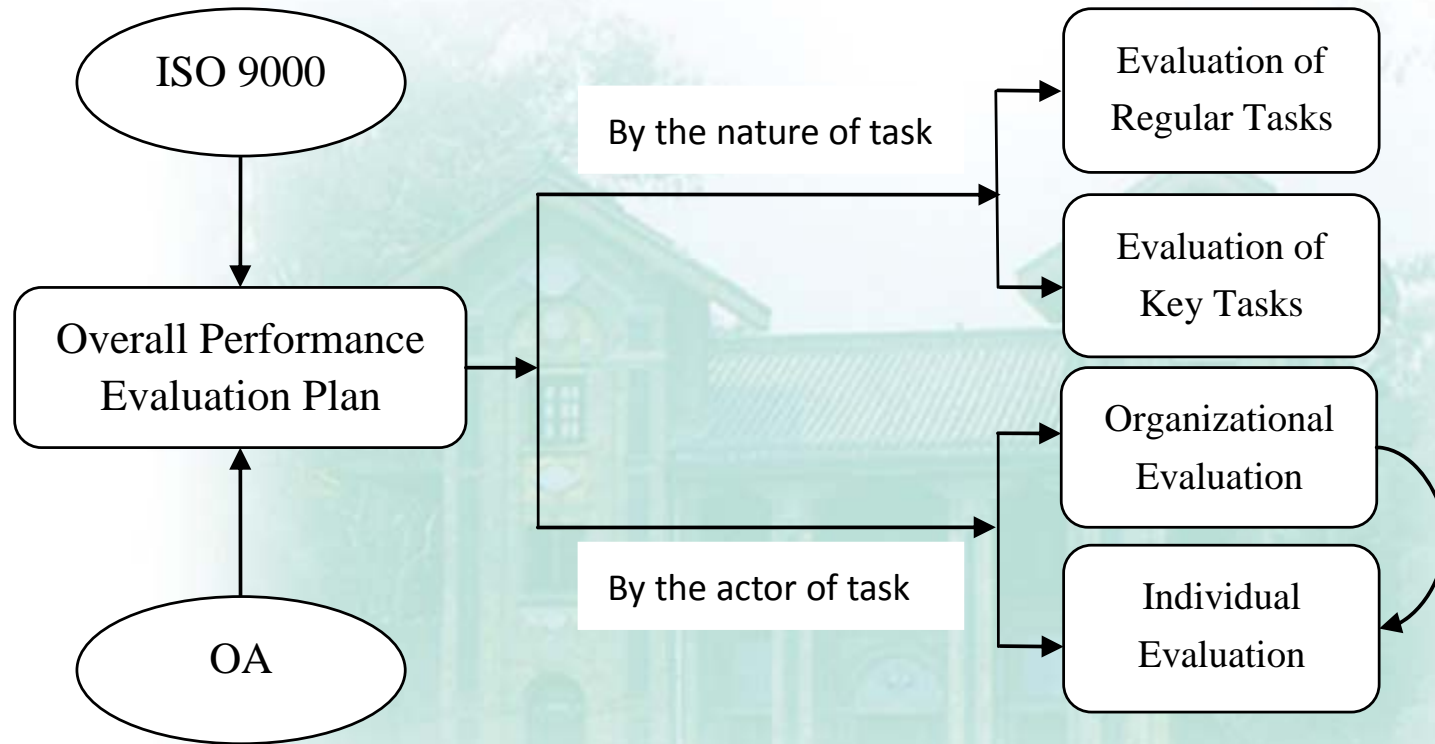 ISO 9000
Overall Performance
Evaluation Plan
OA
By the nature of task
By the actor of task
Evaluation of
Regular Tasks
Evaluation of
Key Tasks
Organizational
Evaluation
Individual
Evaluation